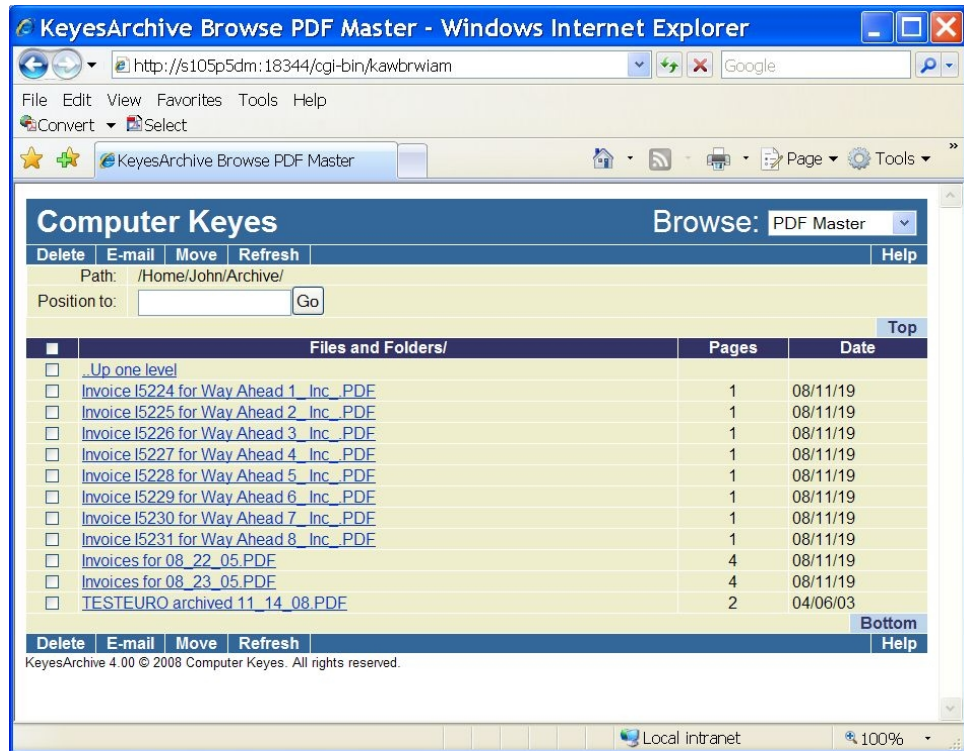 KeyesArchive Browse PDF Master - Windows Internet Explorer
http://s105p5dm:18344/cgi-bin/kawbrwiam Google
File Edit View Favorites Tools Help
Convert Select
KeyesArchive Browse PDF Master Page Tools »
Computer Keyes Browse: PDF Master
Delete E-mail Move Refresh Help
Path: /Home/John/Archive/
Position to: Go
Top
Files and Folders/ Pages Date
..Up one level
Invoice I5224 for Way Ahead 1_ Inc_.PDF 1 08/11/19
Invoice I5225 for Way Ahead 2_ Inc_.PDF 1 08/11/19
Invoice I5226 for Way Ahead 3_ Inc_.PDF 1 08/11/19
Invoice I5227 for Way Ahead 4_ Inc_.PDF 1 08/11/19
Invoice I5228 for Way Ahead 5_ Inc_.PDF 1 08/11/19
Invoice I5229 for Way Ahead 6_ Inc_.PDF 1 08/11/19
Invoice I5230 for Way Ahead 7_ Inc_.PDF 1 08/11/19
Invoice I5231 for Way Ahead 8_ Inc_.PDF 1 08/11/19
Invoices for 08_22_05.PDF 4 08/11/19
Invoices for 08_23_05.PDF 4 08/11/19
TESTEURO archived 11_14_08.PDF 2 04/06/03
Bottom
Delete E-mail Move Refresh Help
KeyesArchive 4.00 © 2008 Computer Keyes. All rights reserved.
Local intranet 100%